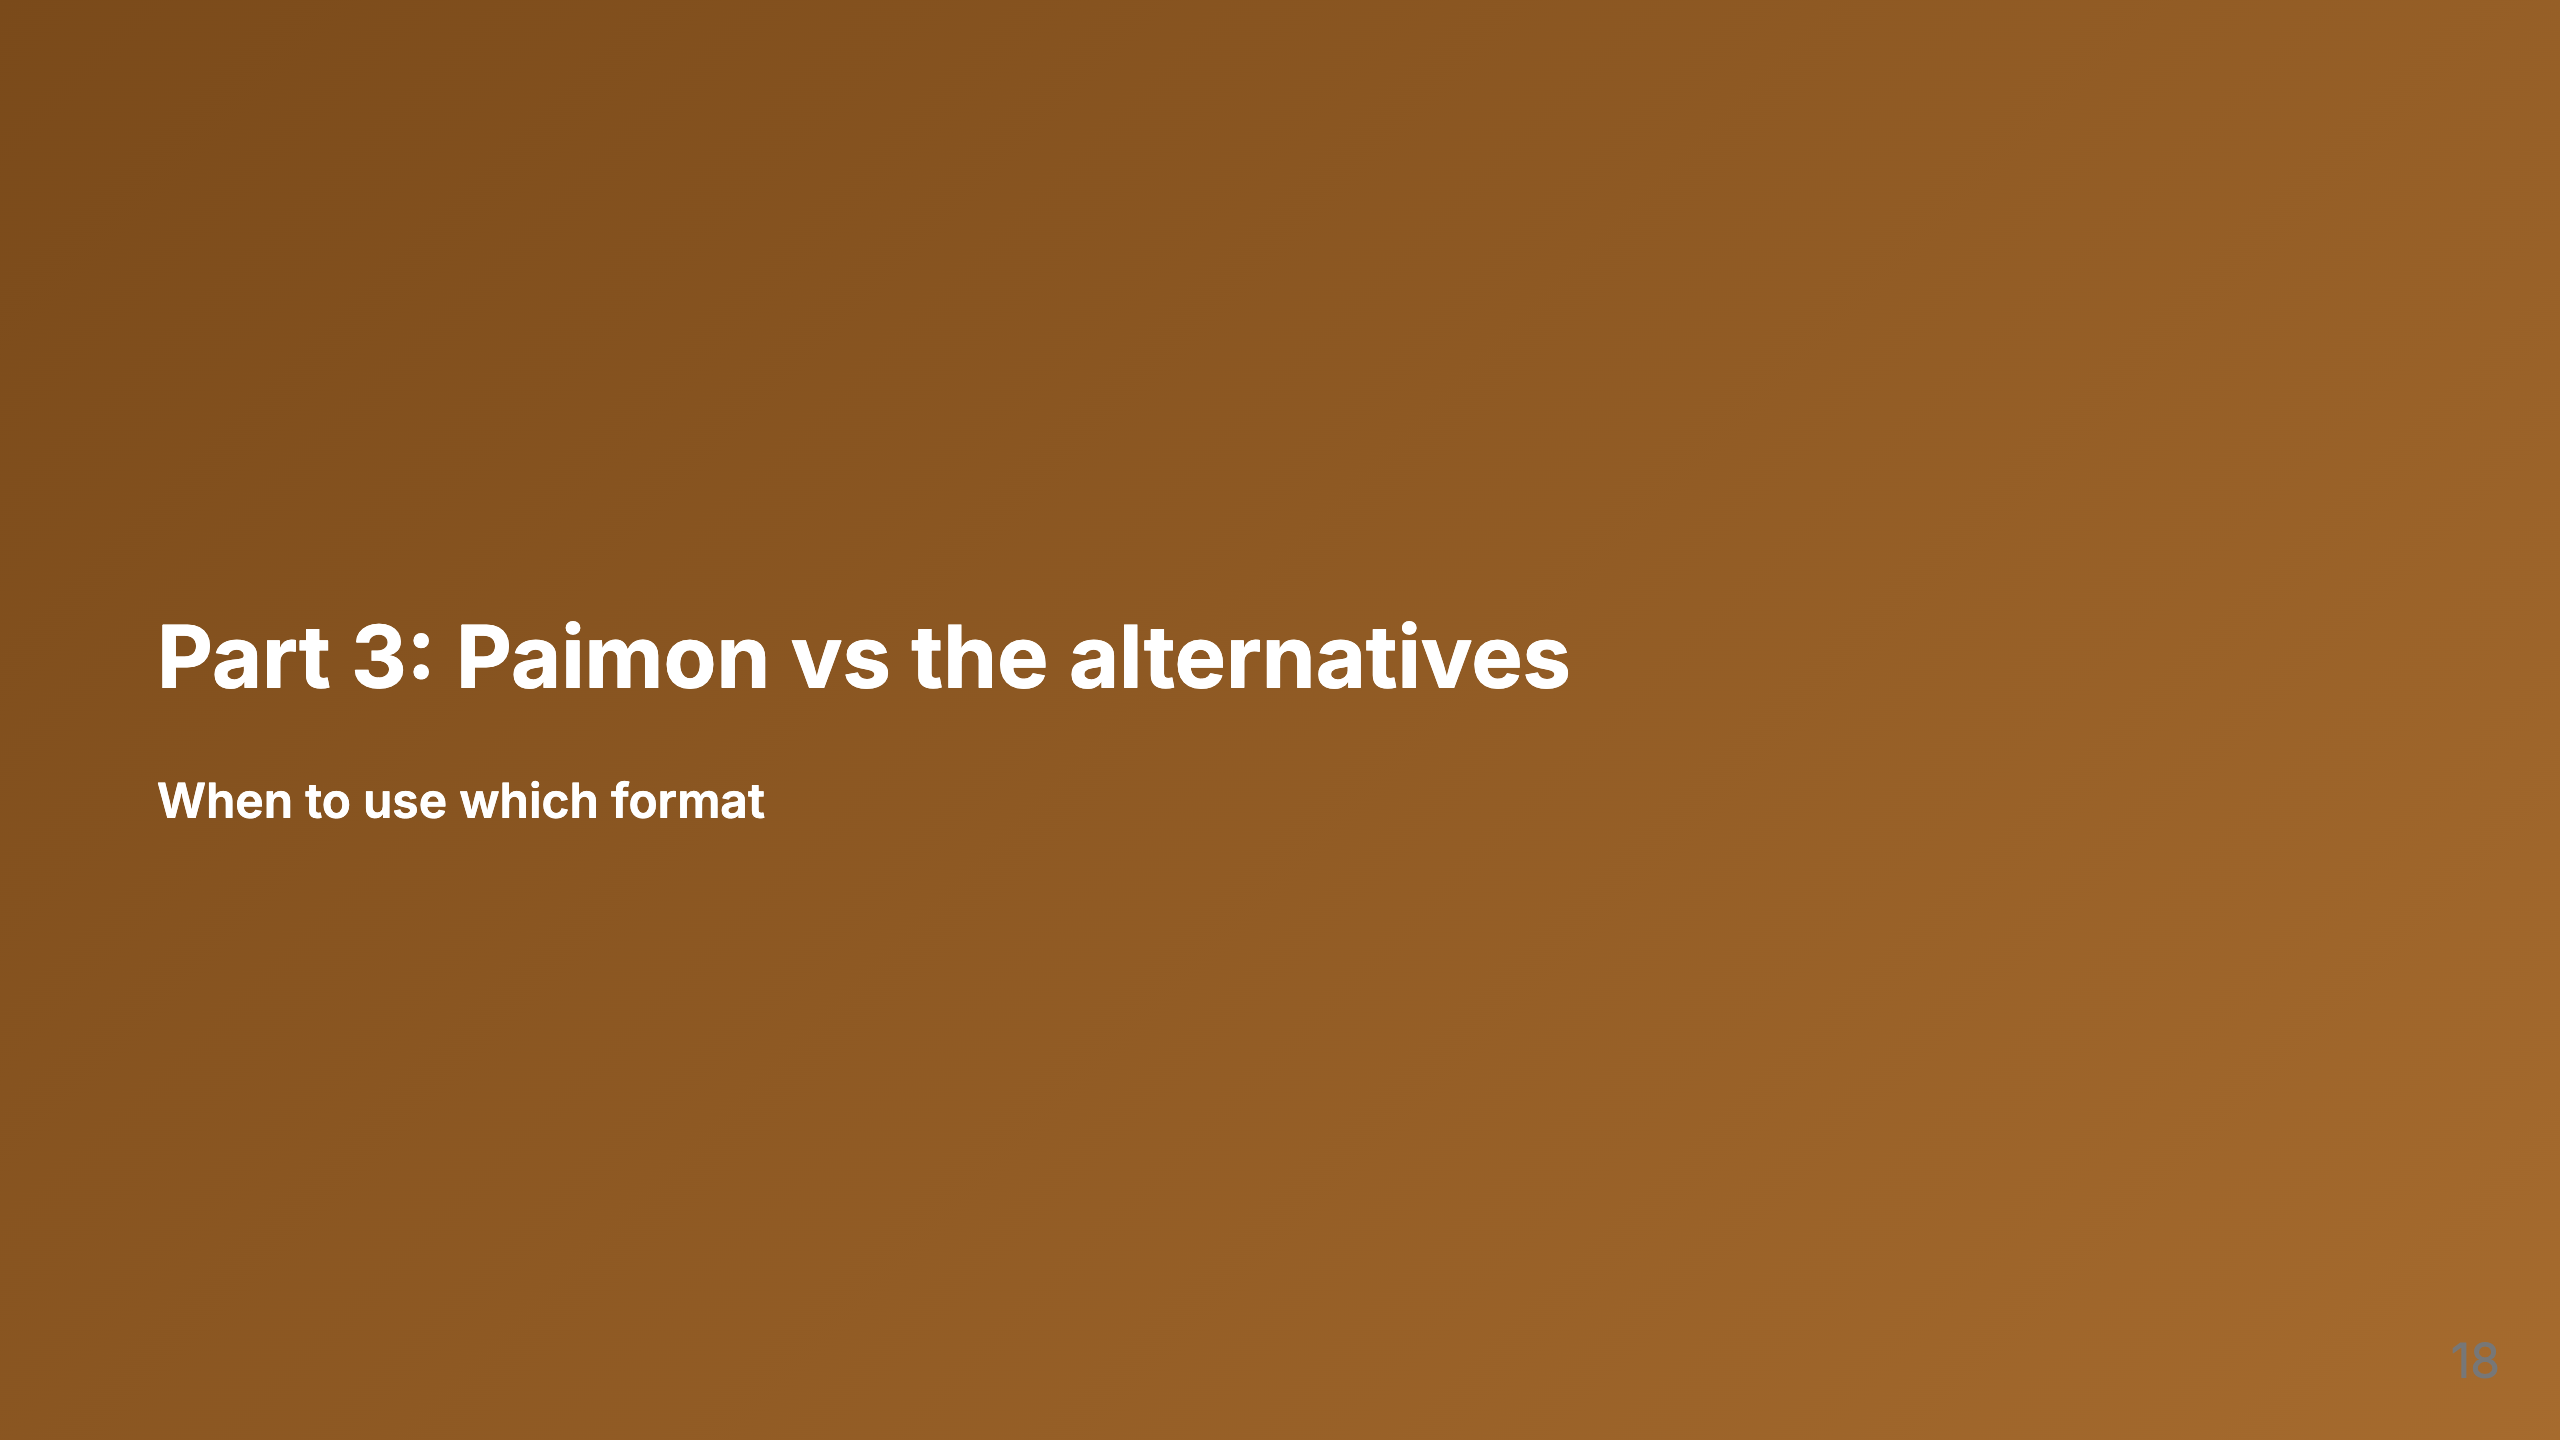 Part 3: Paimon vs the alternatives
When to use which format
18